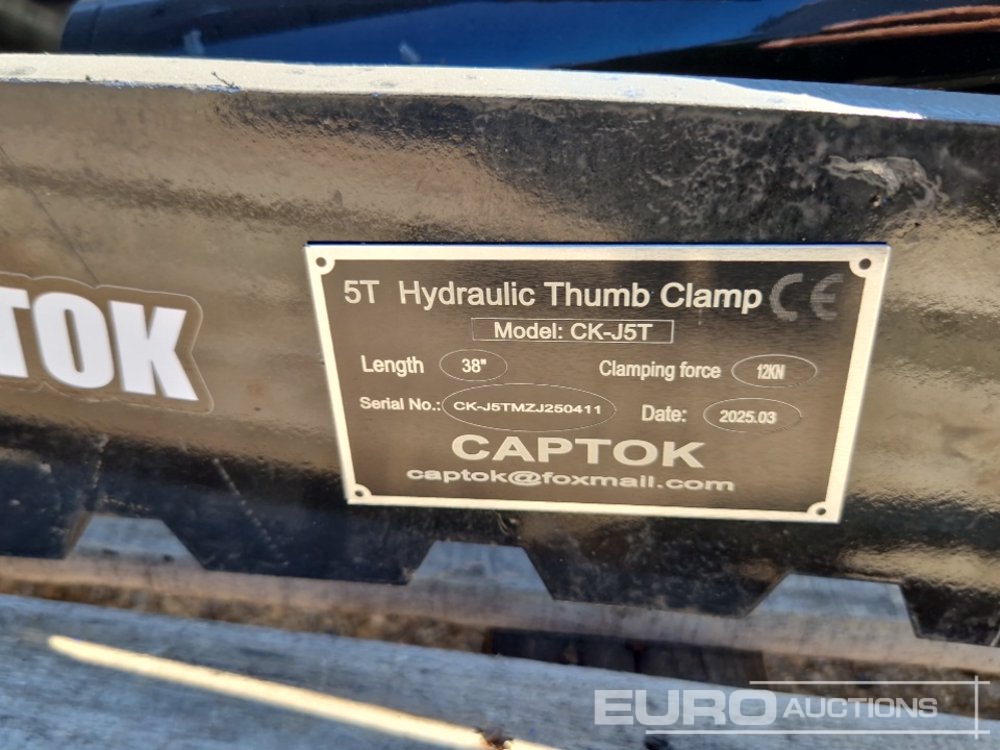 TOK
5T Hydraulic Thumb Clamp CE
Model: CK-J5T
Length 38" Clamping force 12KN
Serial No.: CK-J5TMZJ250411 Date: 2025.03
CAPTOK
captok@foxmail.com
EURO AUCTIONS